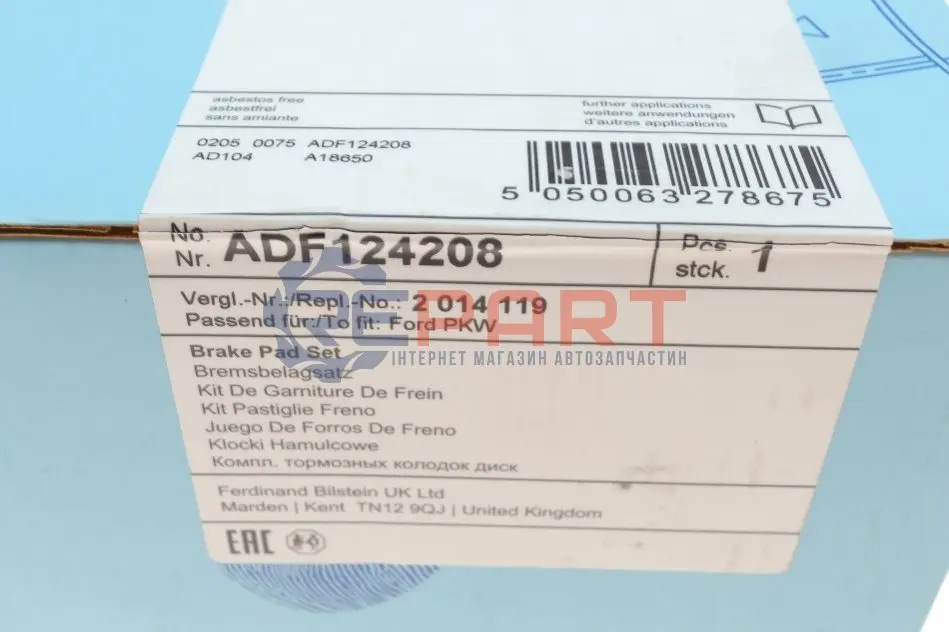 asbestos free
asbestfrei
sans amiante
further applications
weitere anwendungen
d'autres applications
0205 0075 ADF124208
AD104 A18650
5 050063 278675
No.
Nr. ADF124208
Pcs.
stck. 1
Vergl.-Nr.:/Repl.-No.: 2 014 119
Passend für:/To fit: Ford PKW
REPART
ІНТЕРНЕТ МАГАЗИН АВТОЗАПЧАСТИН
Brake Pad Set
Bremsbelagsatz
Kit De Garniture De Frein
Kit Pastiglie Freno
Juego De Forros De Freno
Klocki Hamulcowe
Компл. тормозных колодок диск
Ferdinand Bilstein UK Ltd
Marden | Kent TN12 9QJ | United Kingdom
EAC